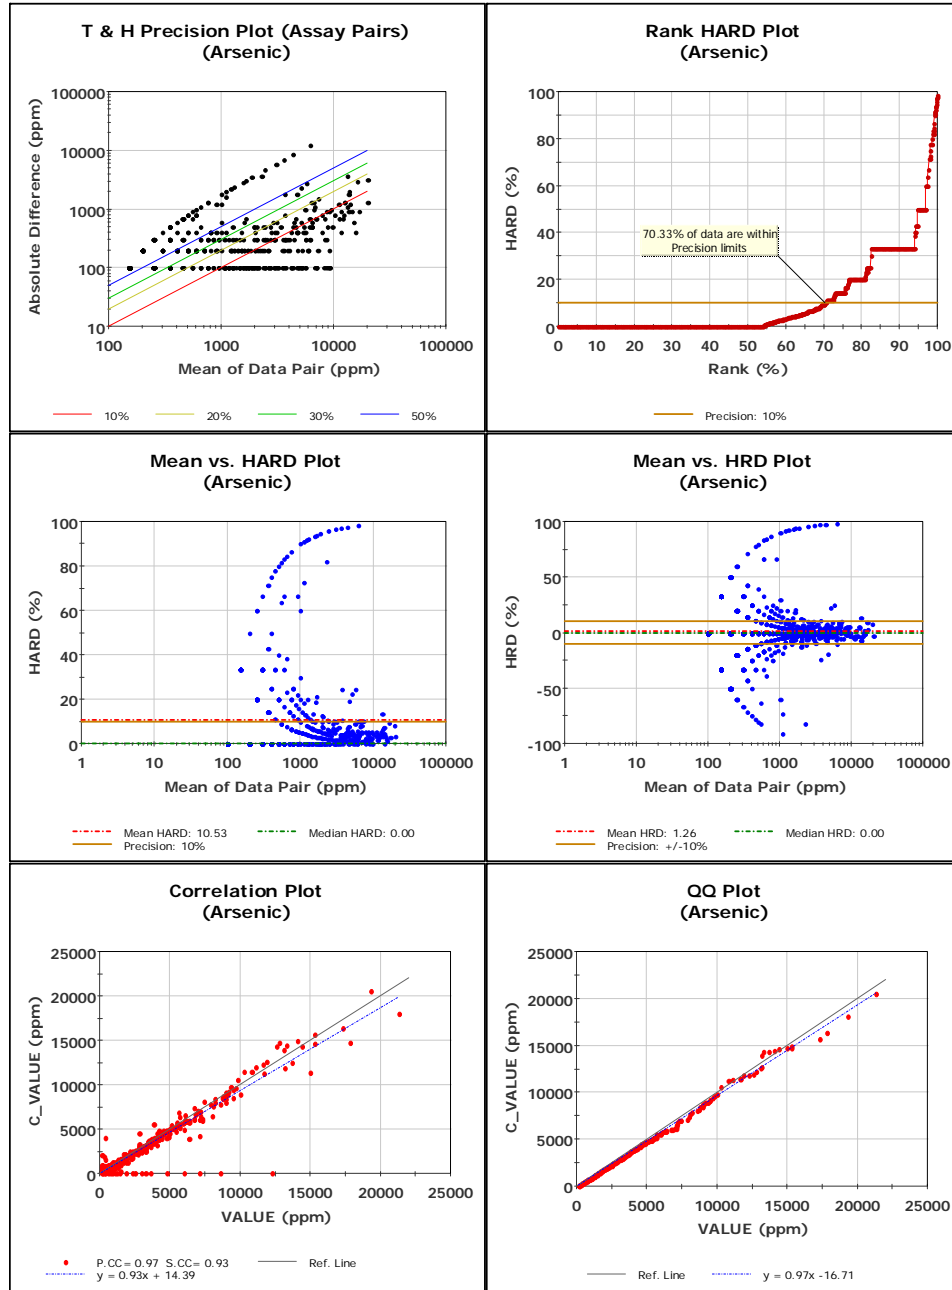 T & H Precision Plot (Assay Pairs)
(Arsenic)
100000
10000
1000
100
10
Absolute Difference (ppm)
100
1000
10000
100000
Mean of Data Pair (ppm)
10%
20%
30%
50%
Rank HARD Plot
(Arsenic)
100
80
60
40
20
0
HARD (%)
70.33% of data are within
Precision limits
0 10 20 30 40 50 60 70 80 90 100
Rank (%)
Precision: 10%
Mean vs. HARD Plot
(Arsenic)
100
80
60
40
20
0
HARD (%)
1 10 100 1000 10000 100000
Mean of Data Pair (ppm)
Mean HARD: 10.53
Median HARD: 0.00
Precision: 10%
Mean vs. HRD Plot
(Arsenic)
100
50
0
-50
-100
HRD (%)
1 10 100 1000 10000 100000
Mean of Data Pair (ppm)
Mean HRD: 1.26
Median HRD: 0.00
Precision: +/-10%
Correlation Plot
(Arsenic)
25000
20000
15000
10000
5000
0
C_VALUE (ppm)
0 5000 10000 15000 20000 25000
VALUE (ppm)
P.CC= 0.97 S.CC= 0.93
Ref. Line
y = 0.93x + 14.39
QQ Plot
(Arsenic)
25000
20000
15000
10000
5000
0
C_VALUE (ppm)
0 5000 10000 15000 20000 25000
VALUE (ppm)
Ref. Line
y = 0.97x -16.71